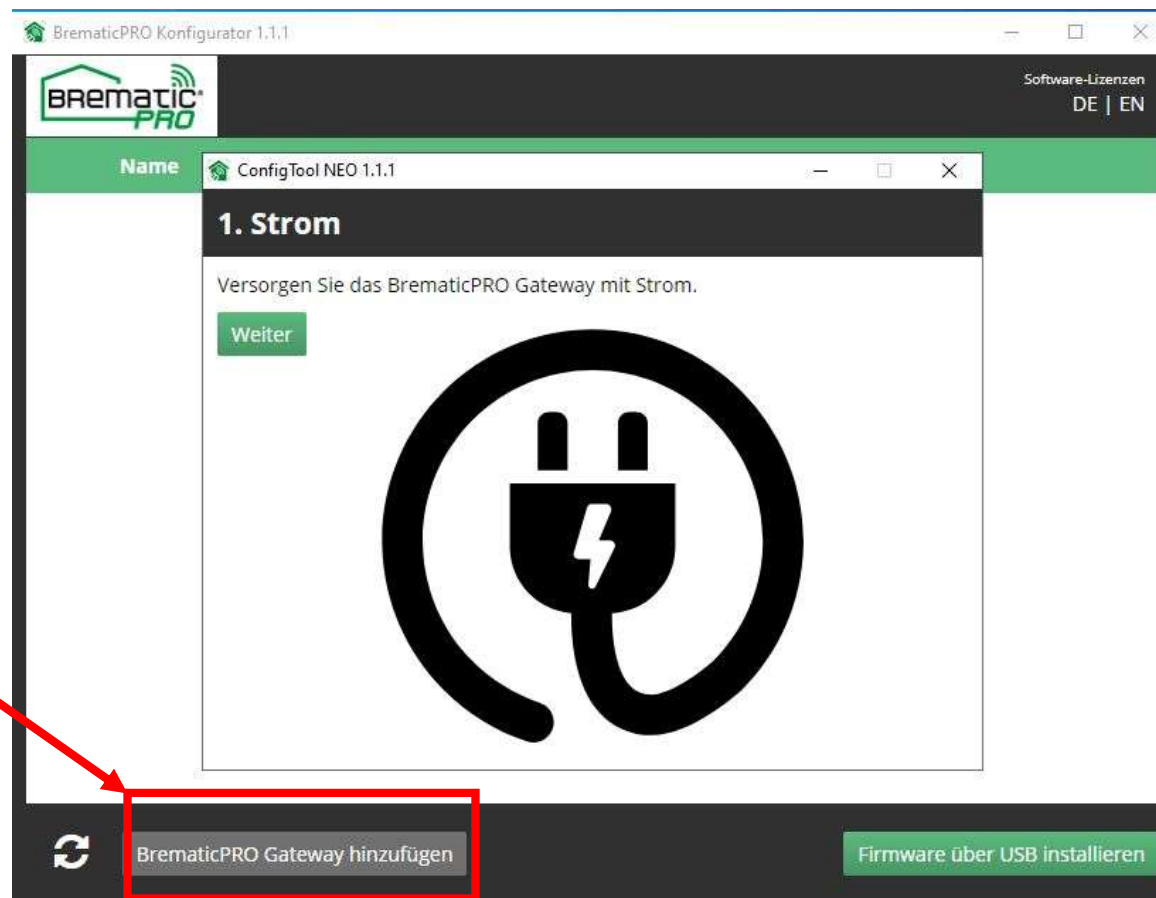 BrematicPRO Konfigurator 1.1.1
BREMATIC
PRO
Software-Lizenzen
DE | EN
Name
ConfigTool NEO 1.1.1
1. Strom
Versorgen Sie das BrematicPRO Gateway mit Strom.
Weiter
BrematicPRO Gateway hinzufügen
Firmware über USB installieren